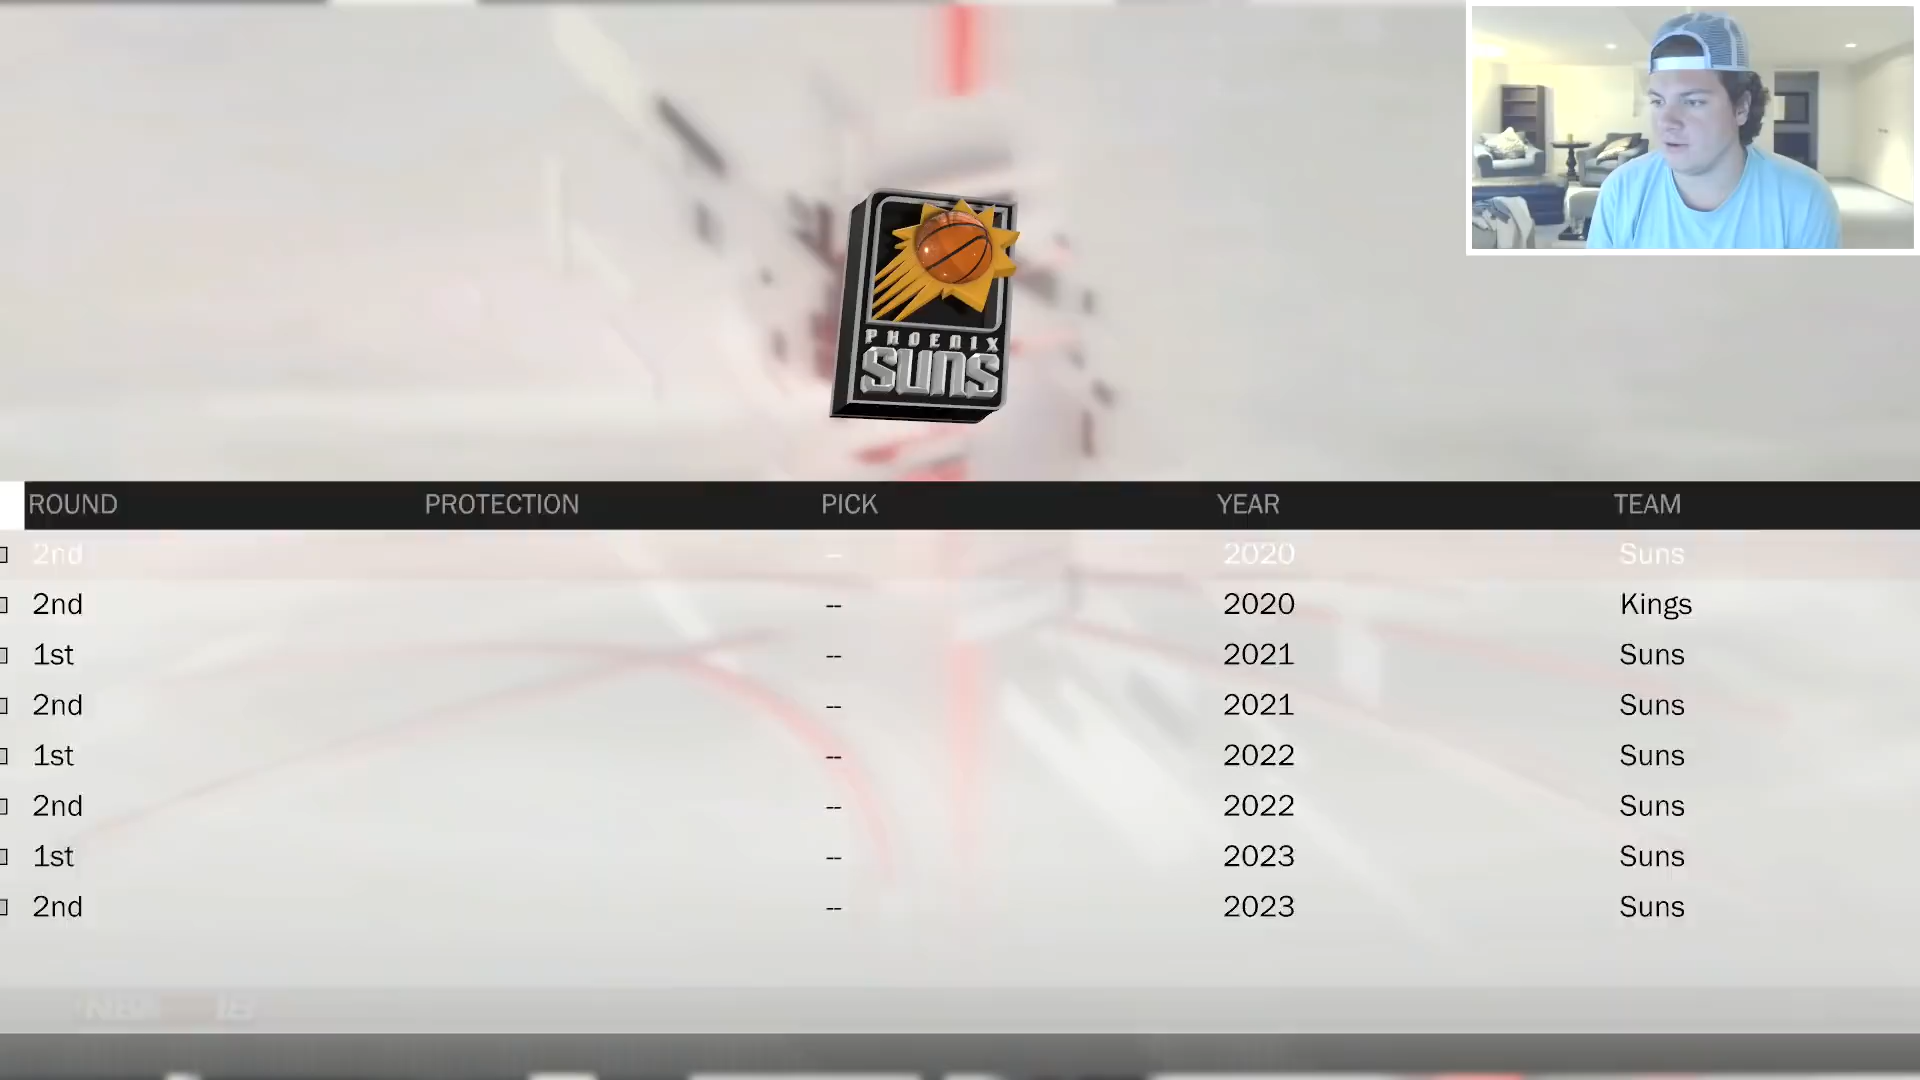 PHOENIX
SUNS
ROUND PROTECTION PICK YEAR TEAM
2nd -- 2020 Suns
2nd -- 2020 Kings
1st -- 2021 Suns
2nd -- 2021 Suns
1st -- 2022 Suns
2nd -- 2022 Suns
1st -- 2023 Suns
2nd -- 2023 Suns